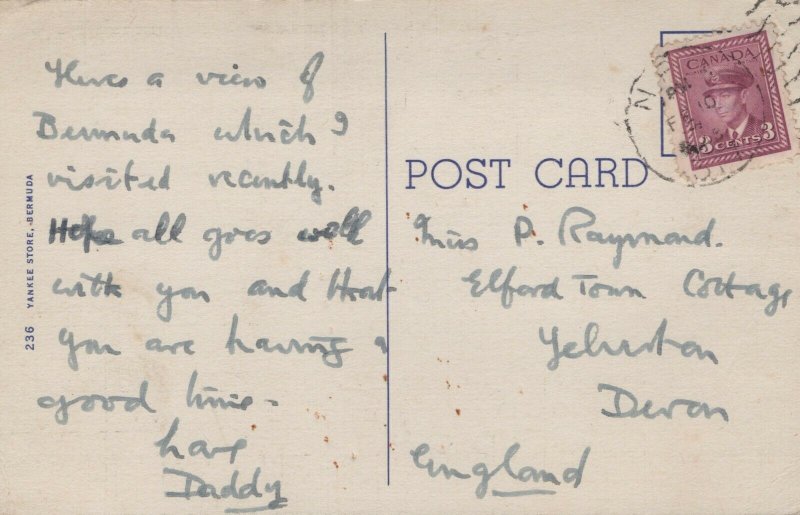 Heres a view of
Bermuda which I
visited recently.
Hope all goes well
with you and that
you are having a
good time.
Love
Daddy
236 YANKEE STORE, -BERMUDA
POST CARD
CANADA
3 CENTS 3
Miss P. Raymond.
Elford Town Cottage
Yelverton
Devon
England